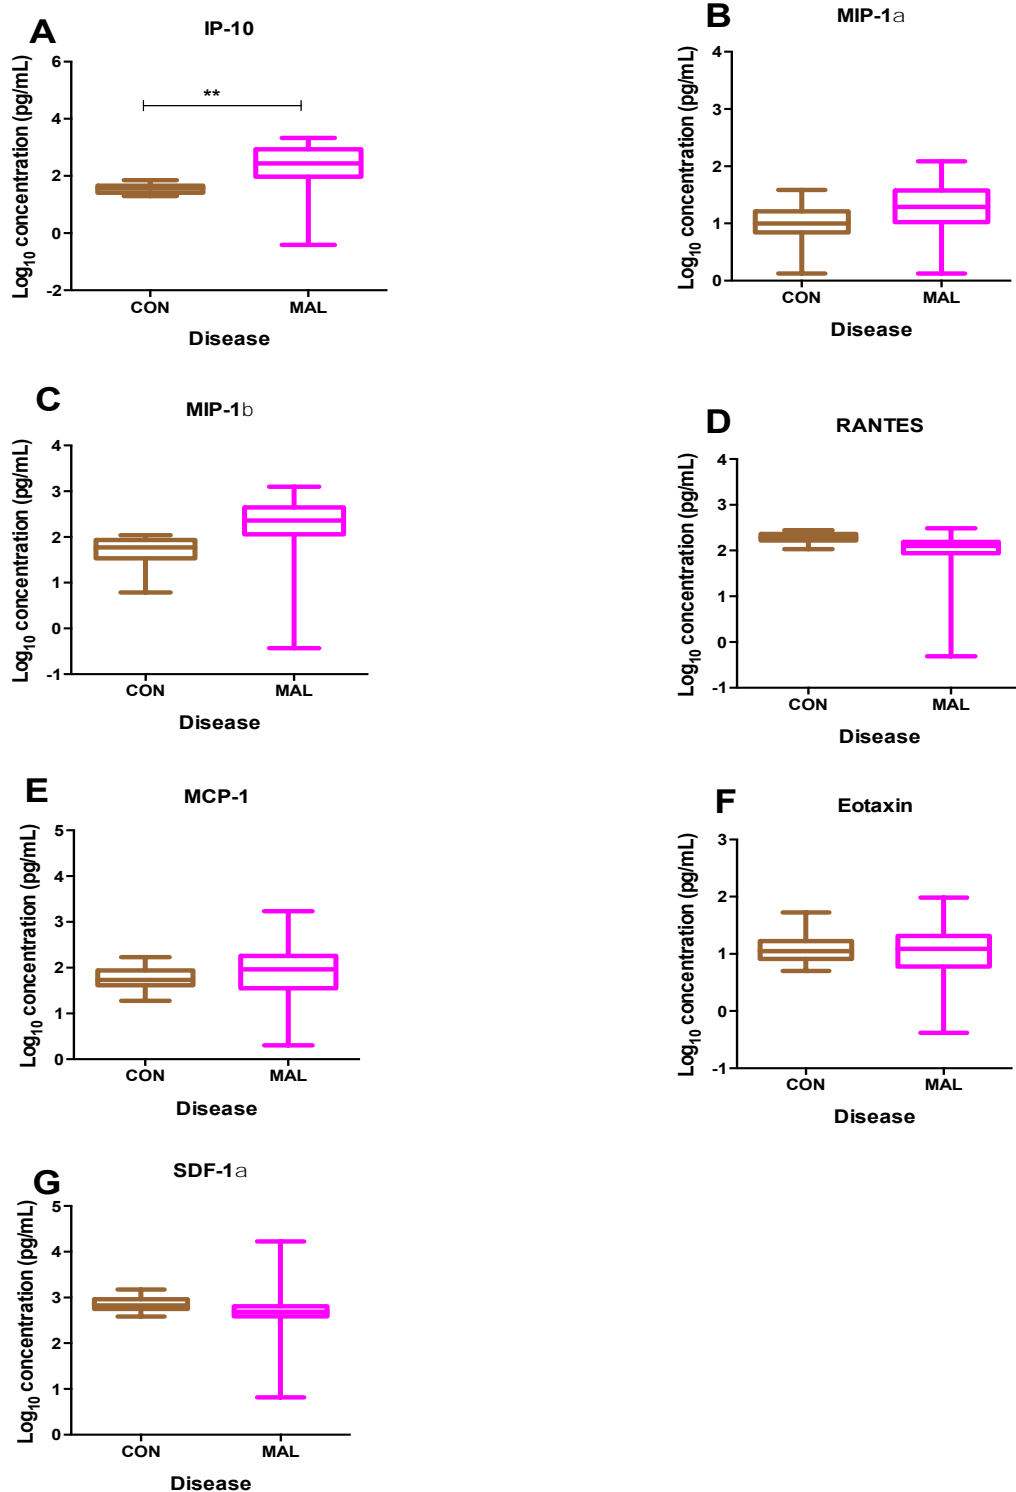 A
IP-10
Log10 concentration (pg/mL)
6
4
2
0
-2
**
CON
MAL
Disease
B
MIP-1a
Log10 concentration (pg/mL)
4
3
2
1
0
CON
MAL
Disease
C
MIP-1b
Log10 concentration (pg/mL)
4
3
2
1
0
-1
CON
MAL
Disease
D
RANTES
Log10 concentration (pg/mL)
4
3
2
1
0
-1
CON
MAL
Disease
E
MCP-1
Log10 concentration (pg/mL)
5
4
3
2
1
0
CON
MAL
Disease
F
Eotaxin
Log10 concentration (pg/mL)
3
2
1
0
-1
CON
MAL
Disease
G
SDF-1a
Log10 concentration (pg/mL)
5
4
3
2
1
0
CON
MAL
Disease